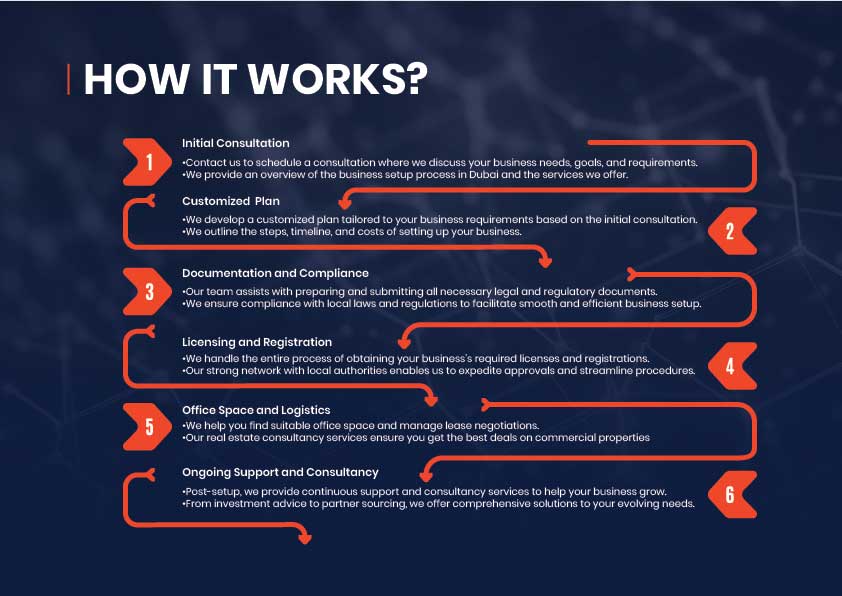 HOW IT WORKS?
1
Initial Consultation
•Contact us to schedule a consultation where we discuss your business needs, goals, and requirements.
•We provide an overview of the business setup process in Dubai and the services we offer.
Customized Plan
•We develop a customized plan tailored to your business requirements based on the initial consultation.
•We outline the steps, timeline, and costs of setting up your business.
2
3
Documentation and Compliance
•Our team assists with preparing and submitting all necessary legal and regulatory documents.
•We ensure compliance with local laws and regulations to facilitate smooth and efficient business setup.
Licensing and Registration
•We handle the entire process of obtaining your business's required licenses and registrations.
•Our strong network with local authorities enables us to expedite approvals and streamline procedures.
4
5
Office Space and Logistics
•We help you find suitable office space and manage lease negotiations.
•Our real estate consultancy services ensure you get the best deals on commercial properties
Ongoing Support and Consultancy
•Post-setup, we provide continuous support and consultancy services to help your business grow.
•From investment advice to partner sourcing, we offer comprehensive solutions to your evolving needs.
6